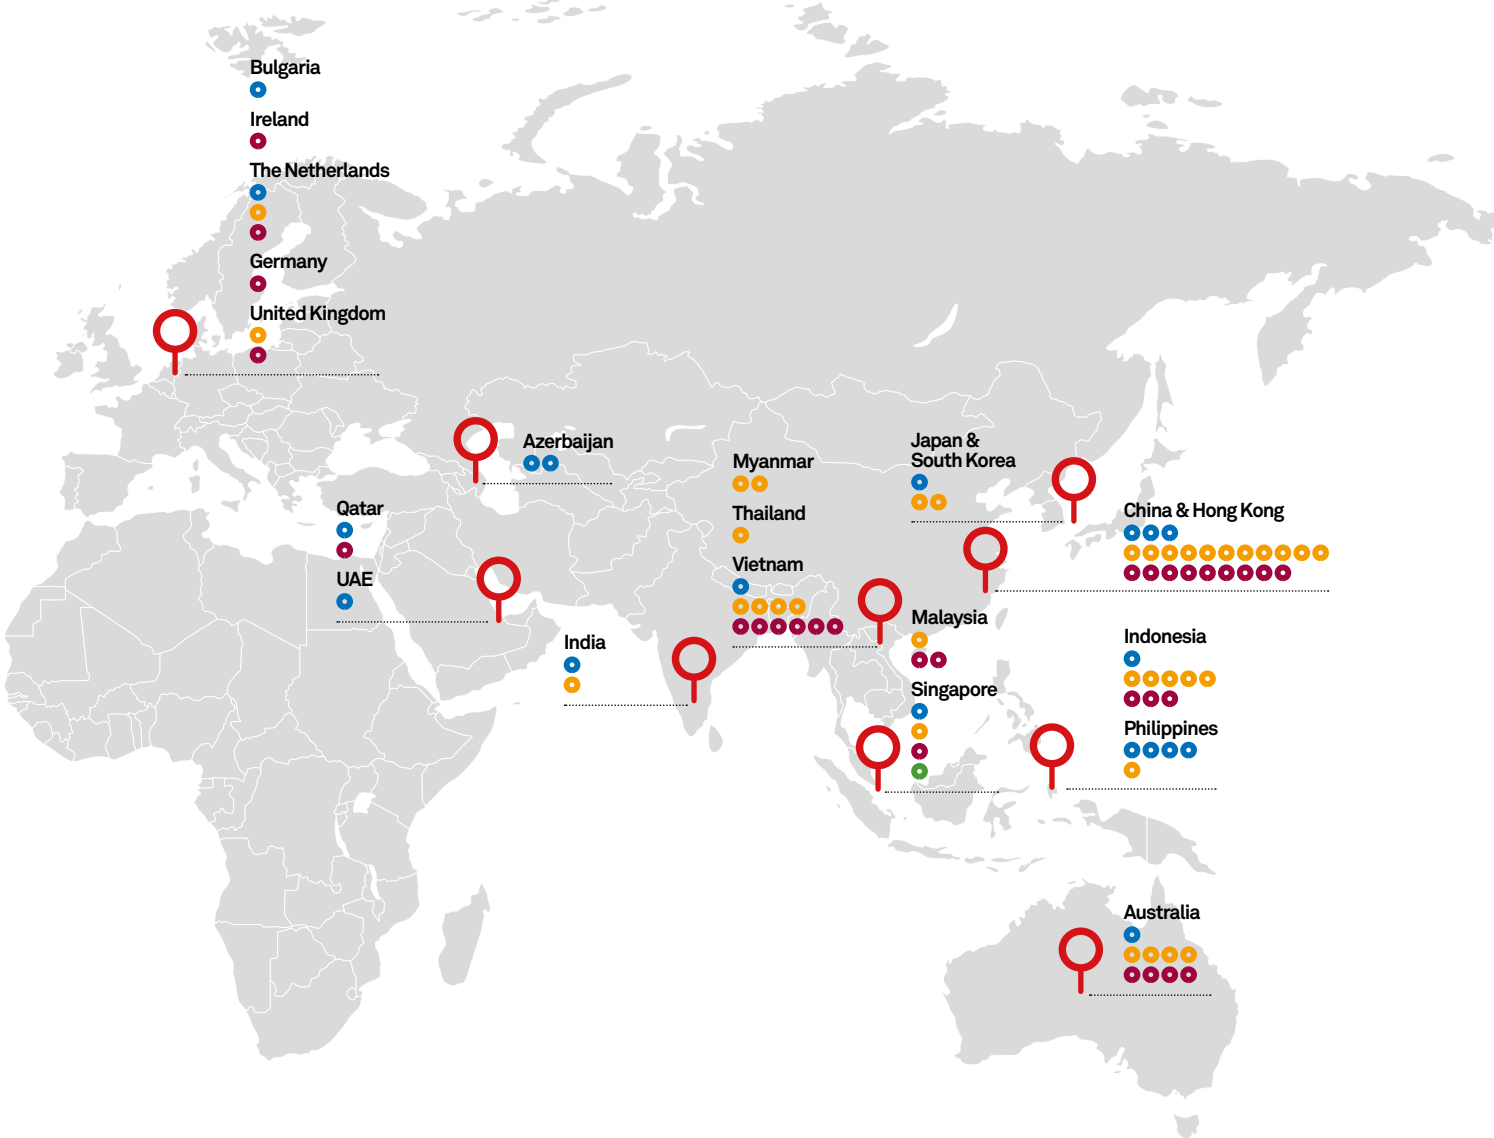 Bulgaria
Ireland
The Netherlands
Germany
United Kingdom
Azerbaijan
Qatar
UAE
India
Myanmar
Thailand
Vietnam
Japan &
South Korea
China & Hong Kong
Malaysia
Singapore
Indonesia
Philippines
Australia